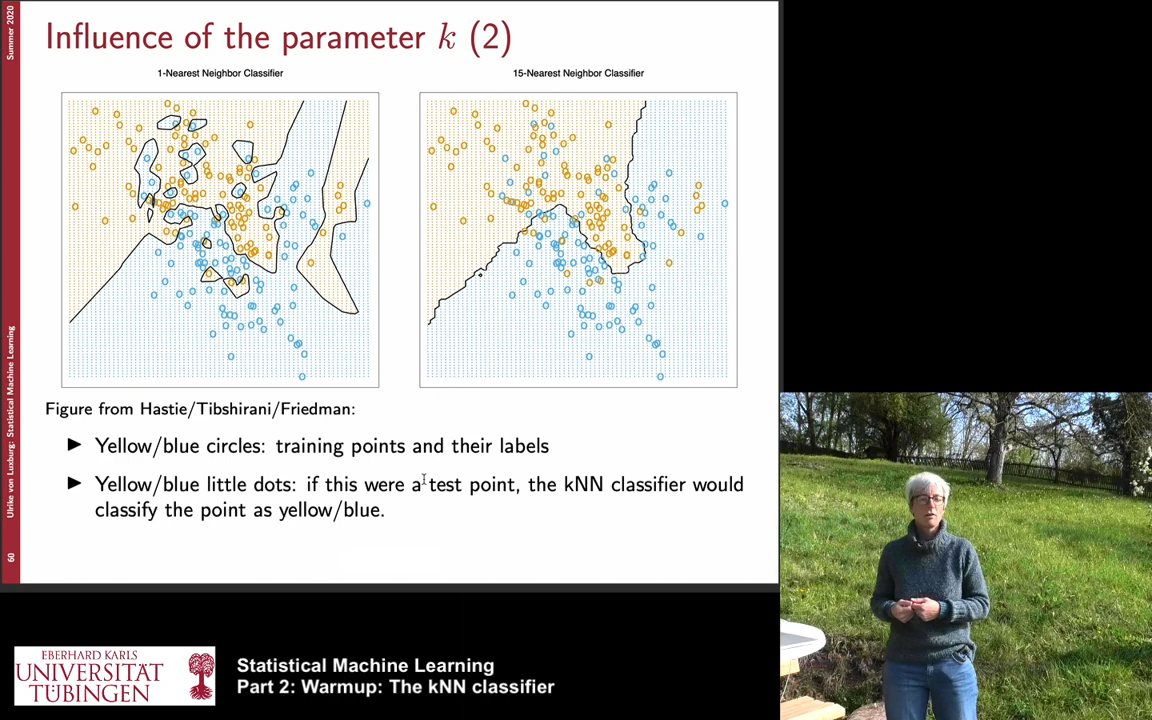 Summer 2020
Ulrike von Luxburg: Statistical Machine Learning
60
Influence of the parameter k (2)
1-Nearest Neighbor Classifier
15-Nearest Neighbor Classifier
Figure from Hastie/Tibshirani/Friedman:
Yellow/blue circles: training points and their labels
Yellow/blue little dots: if this were a test point, the kNN classifier would
classify the point as yellow/blue.
EBERHARD KARLS
UNIVERSITÄT
TÜBINGEN
Statistical Machine Learning
Part 2: Warmup: The kNN classifier